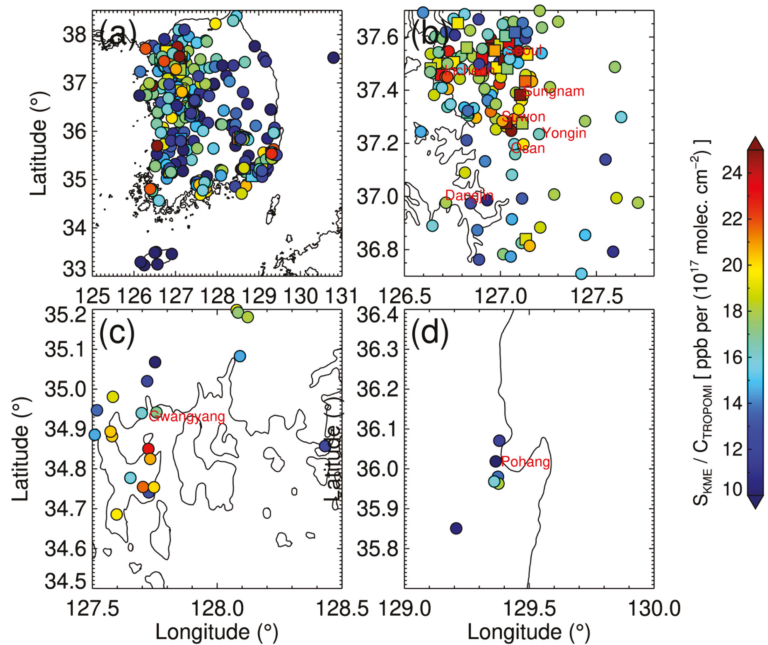 (a)
38
37
36
35
34
33
Latitude (°)
125 126 127 128 129 130 131
(b)
37.6
37.4
37.2
37.0
36.8
Sungnam
Suwon
Yongin
Osan
Dangjin
126.5 127.0 127.5
(c)
35.2
35.1
35.0
34.9
34.8
34.7
34.6
34.5
Latitude (°)
Gwangyang
127.5 128.0 128.5
Longitude (°)
(d)
36.4
36.3
36.2
36.1
36.0
35.9
35.8
Latitude (°)
Pohang
129.0 129.5 130.0
Longitude (°)
24
22
20
18
16
14
12
10
S_KME / C_TROPOMI [ ppb per (10^17 molec. cm^-2) ]